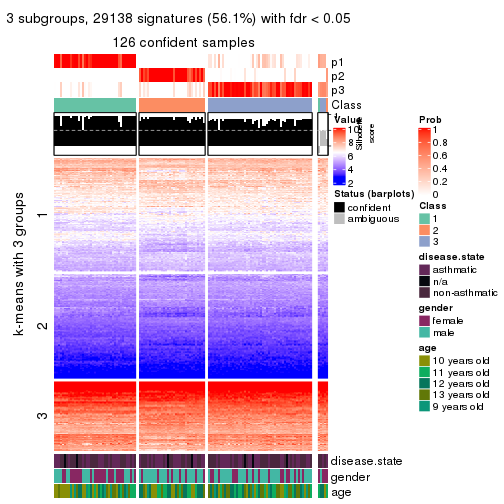 3 subgroups, 29138 signatures (56.1%) with fdr < 0.05
126 confident samples
p1
p2
p3
Class
Silhouette score
k-means with 3 groups
1
2
3
disease.state
gender
age
Value
10
8
6
4
2
Status (barplots)
confident
ambiguous
Prob
1
0.8
0.6
0.4
0.2
0
Class
1
2
3
disease.state
asthmatic
n/a
non-asthmatic
gender
female
male
age
10 years old
11 years old
12 years old
13 years old
9 years old